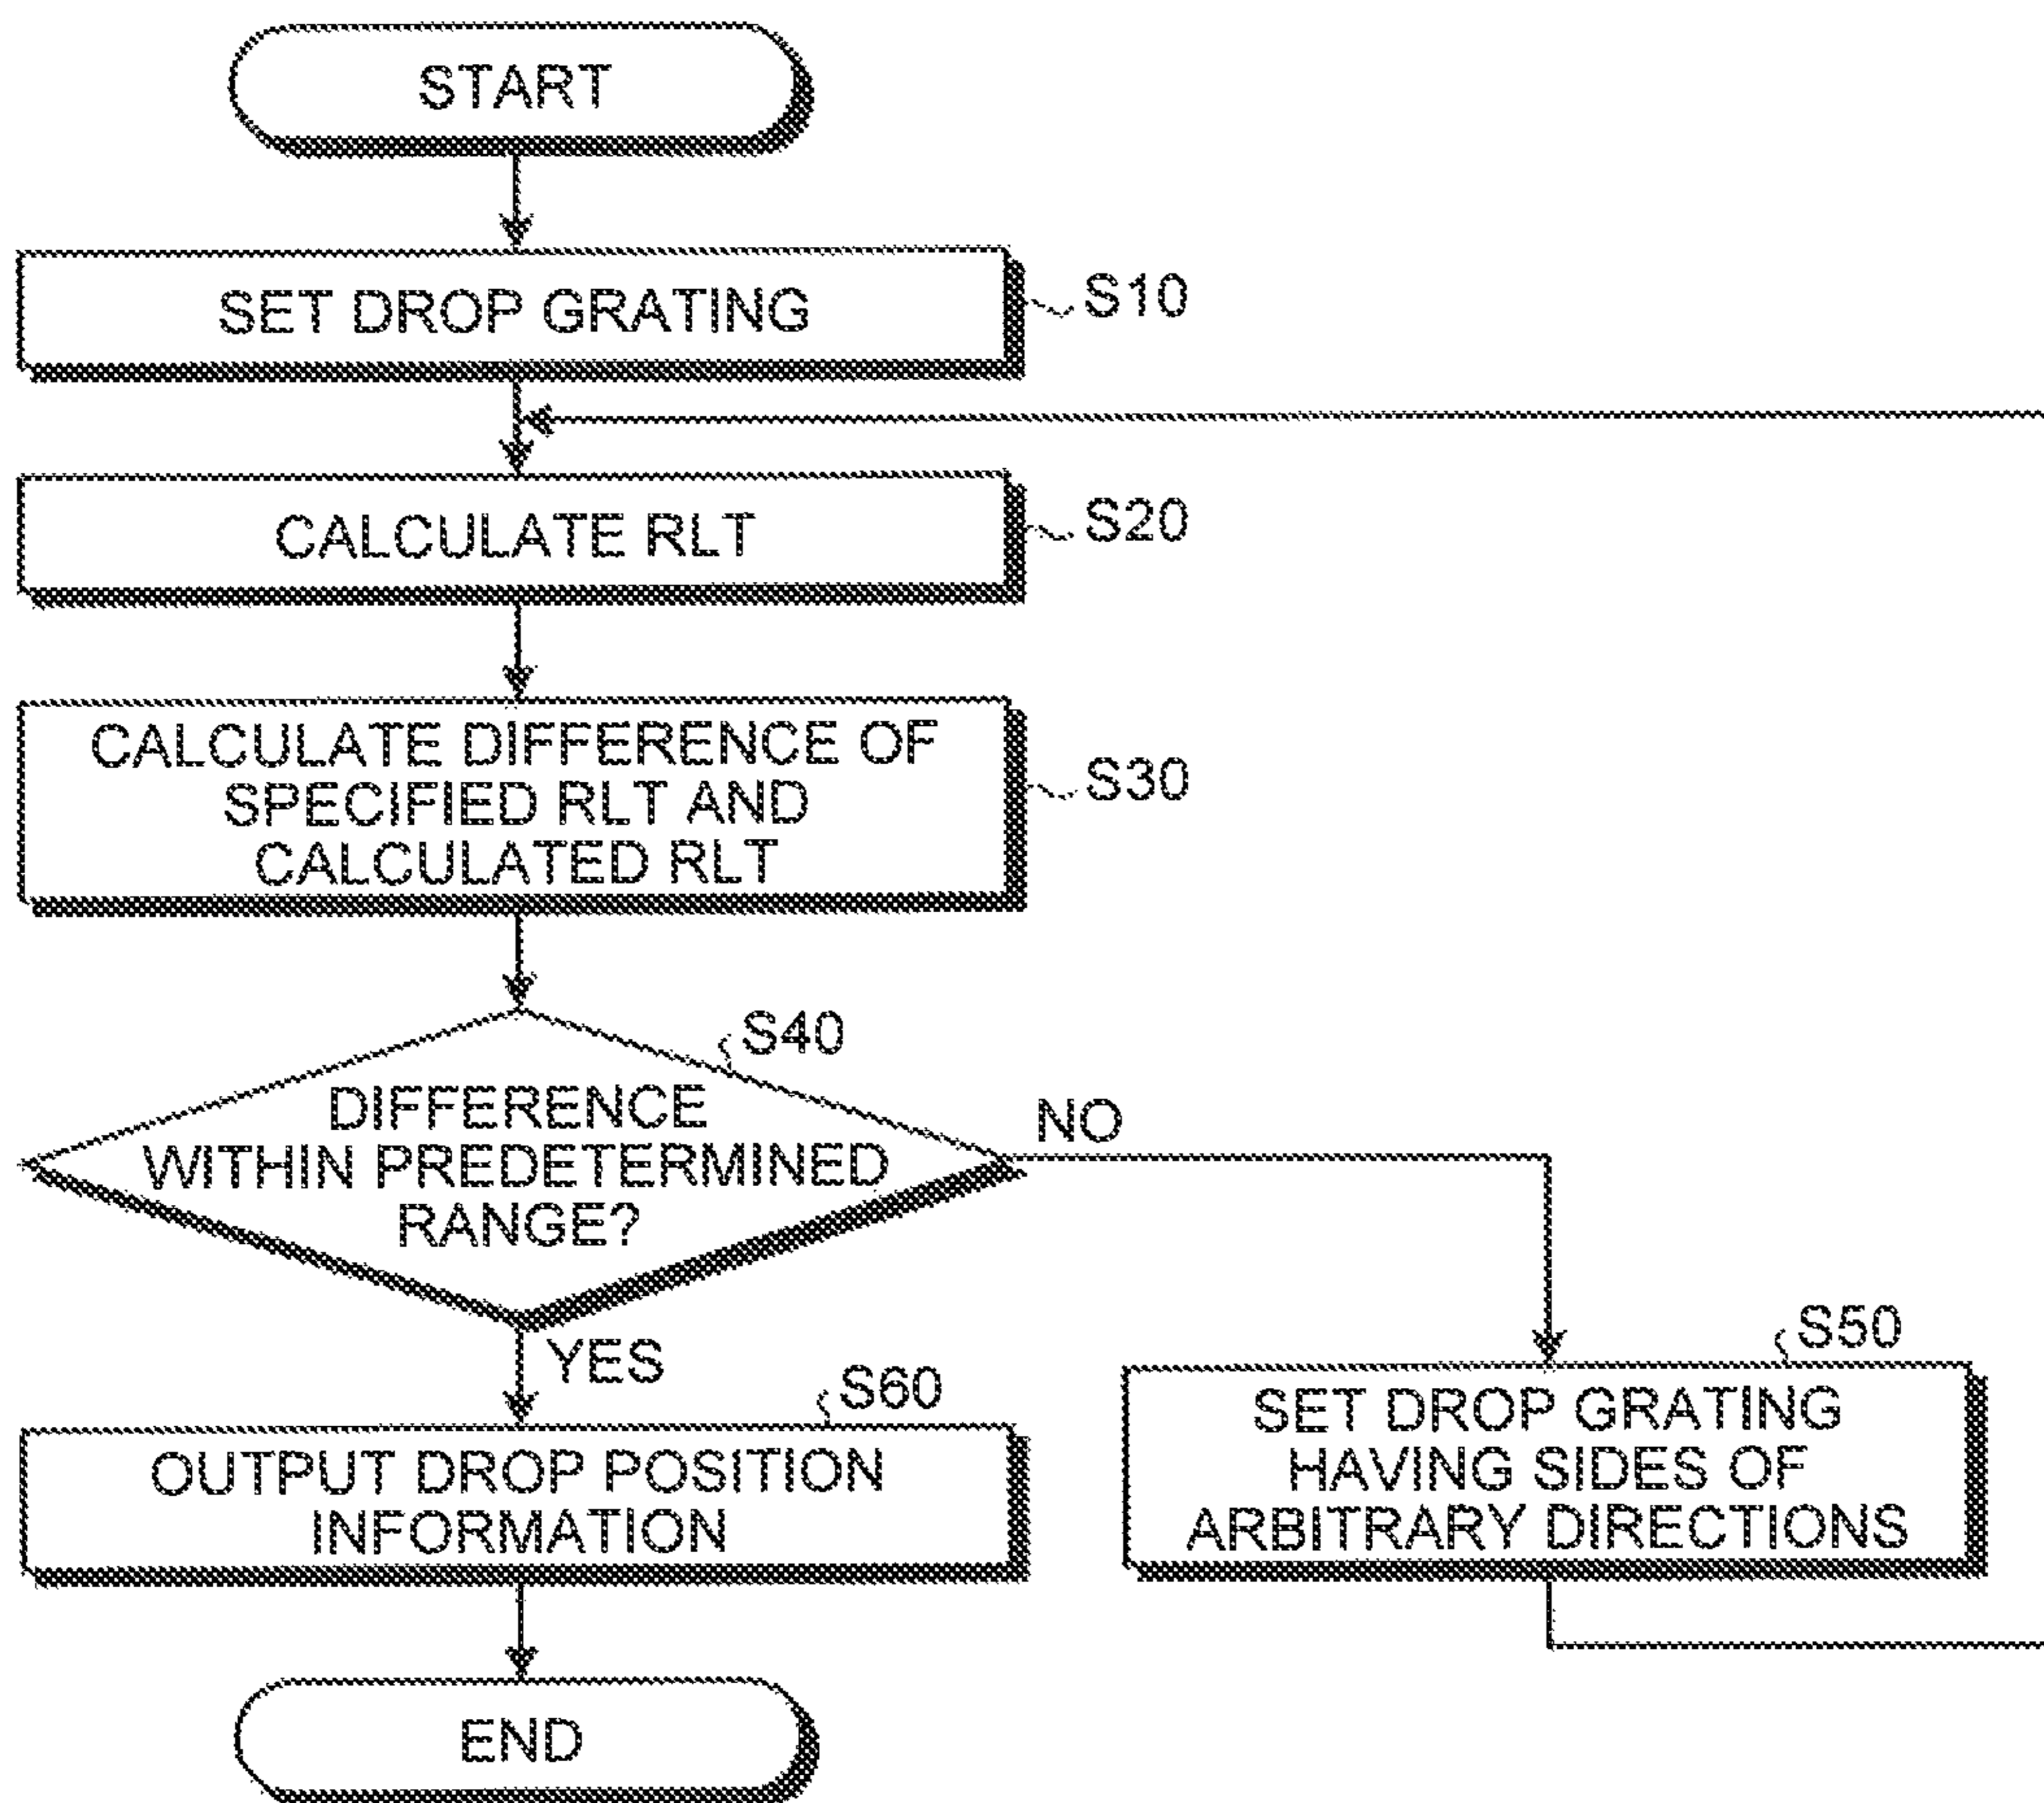 START
SET DROP GRATING
S10
CALCULATE RLT
S20
CALCULATE DIFFERENCE OF
SPECIFIED RLT AND
CALCULATED RLT
S30
S40
DIFFERENCE
WITHIN PREDETERMINED
RANGE?
NO
YES
S50
SET DROP GRATING
HAVING SIDES OF
ARBITRARY DIRECTIONS
S60
OUTPUT DROP POSITION
INFORMATION
END